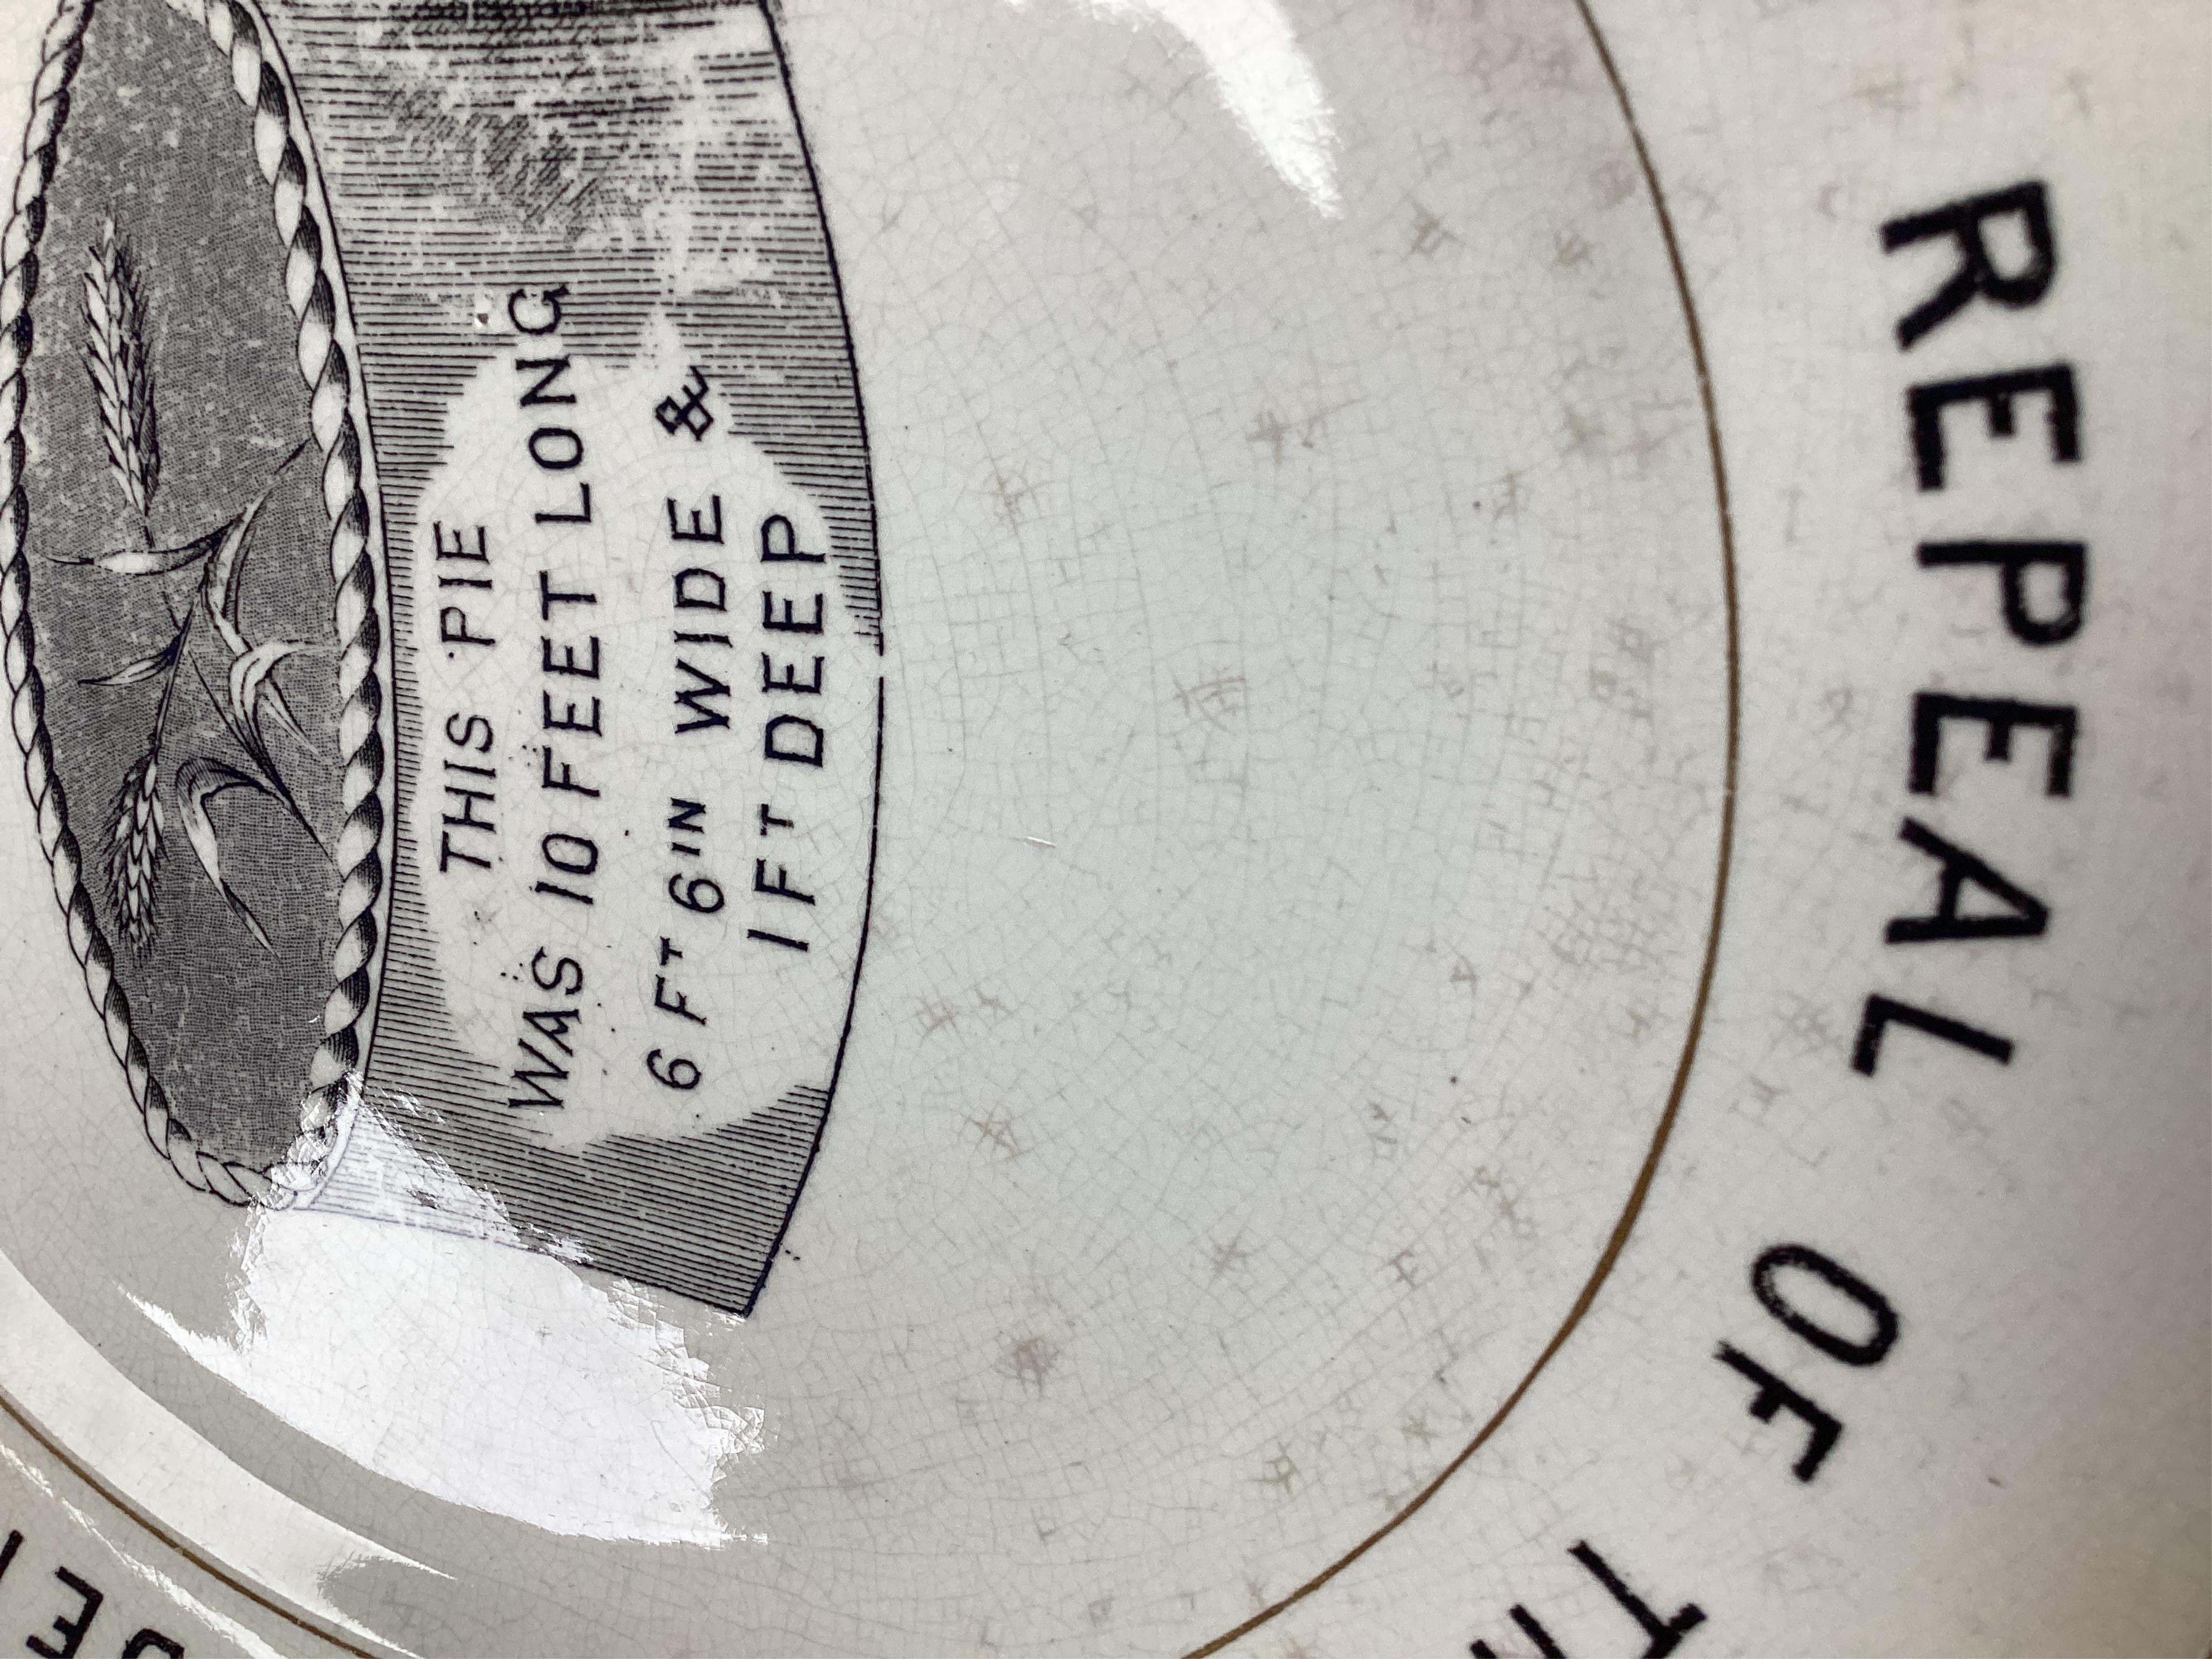 THIS PIE
WAS 10 FEET LONG
6 FT 6 IN WIDE &
1 FT DEEP
REPEAL OF